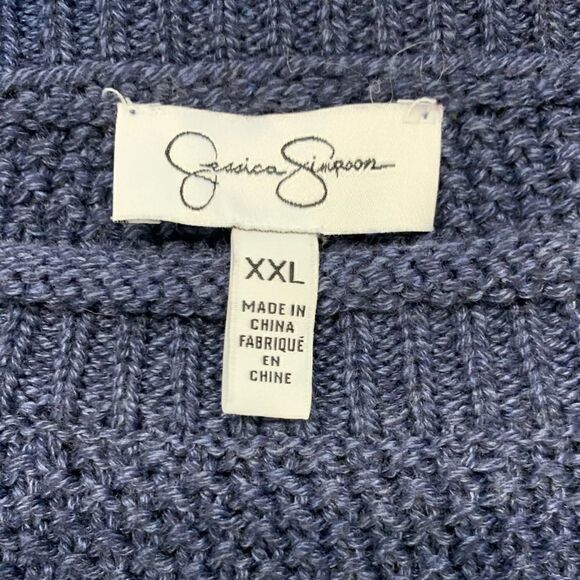 Jessica Simpson
XXL
MADE IN
CHINA
FABRIQUÉ
EN
CHINE